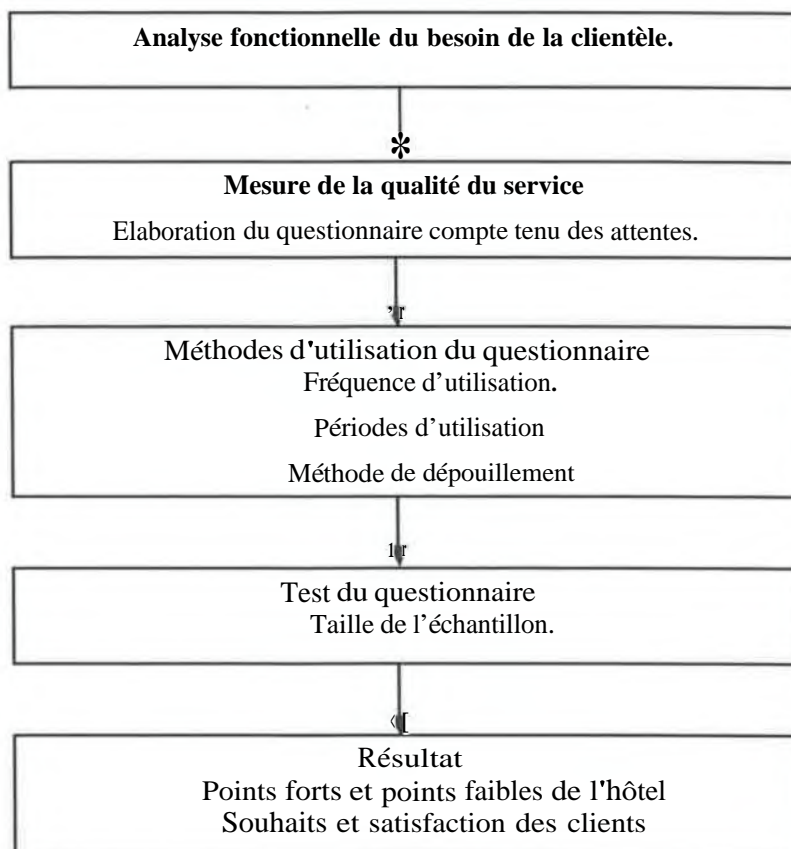 Analyse fonctionnelle du besoin de la clientèle.
Mesure de la qualité du service
Elaboration du questionnaire compte tenu des attentes.
Méthodes d'utilisation du questionnaire
Fréquence d'utilisation.
Périodes d'utilisation
Méthode de dépouillement
Test du questionnaire
Taille de l'échantillon.
Résultat
Points forts et points faibles de l'hôtel
Souhaits et satisfaction des clients